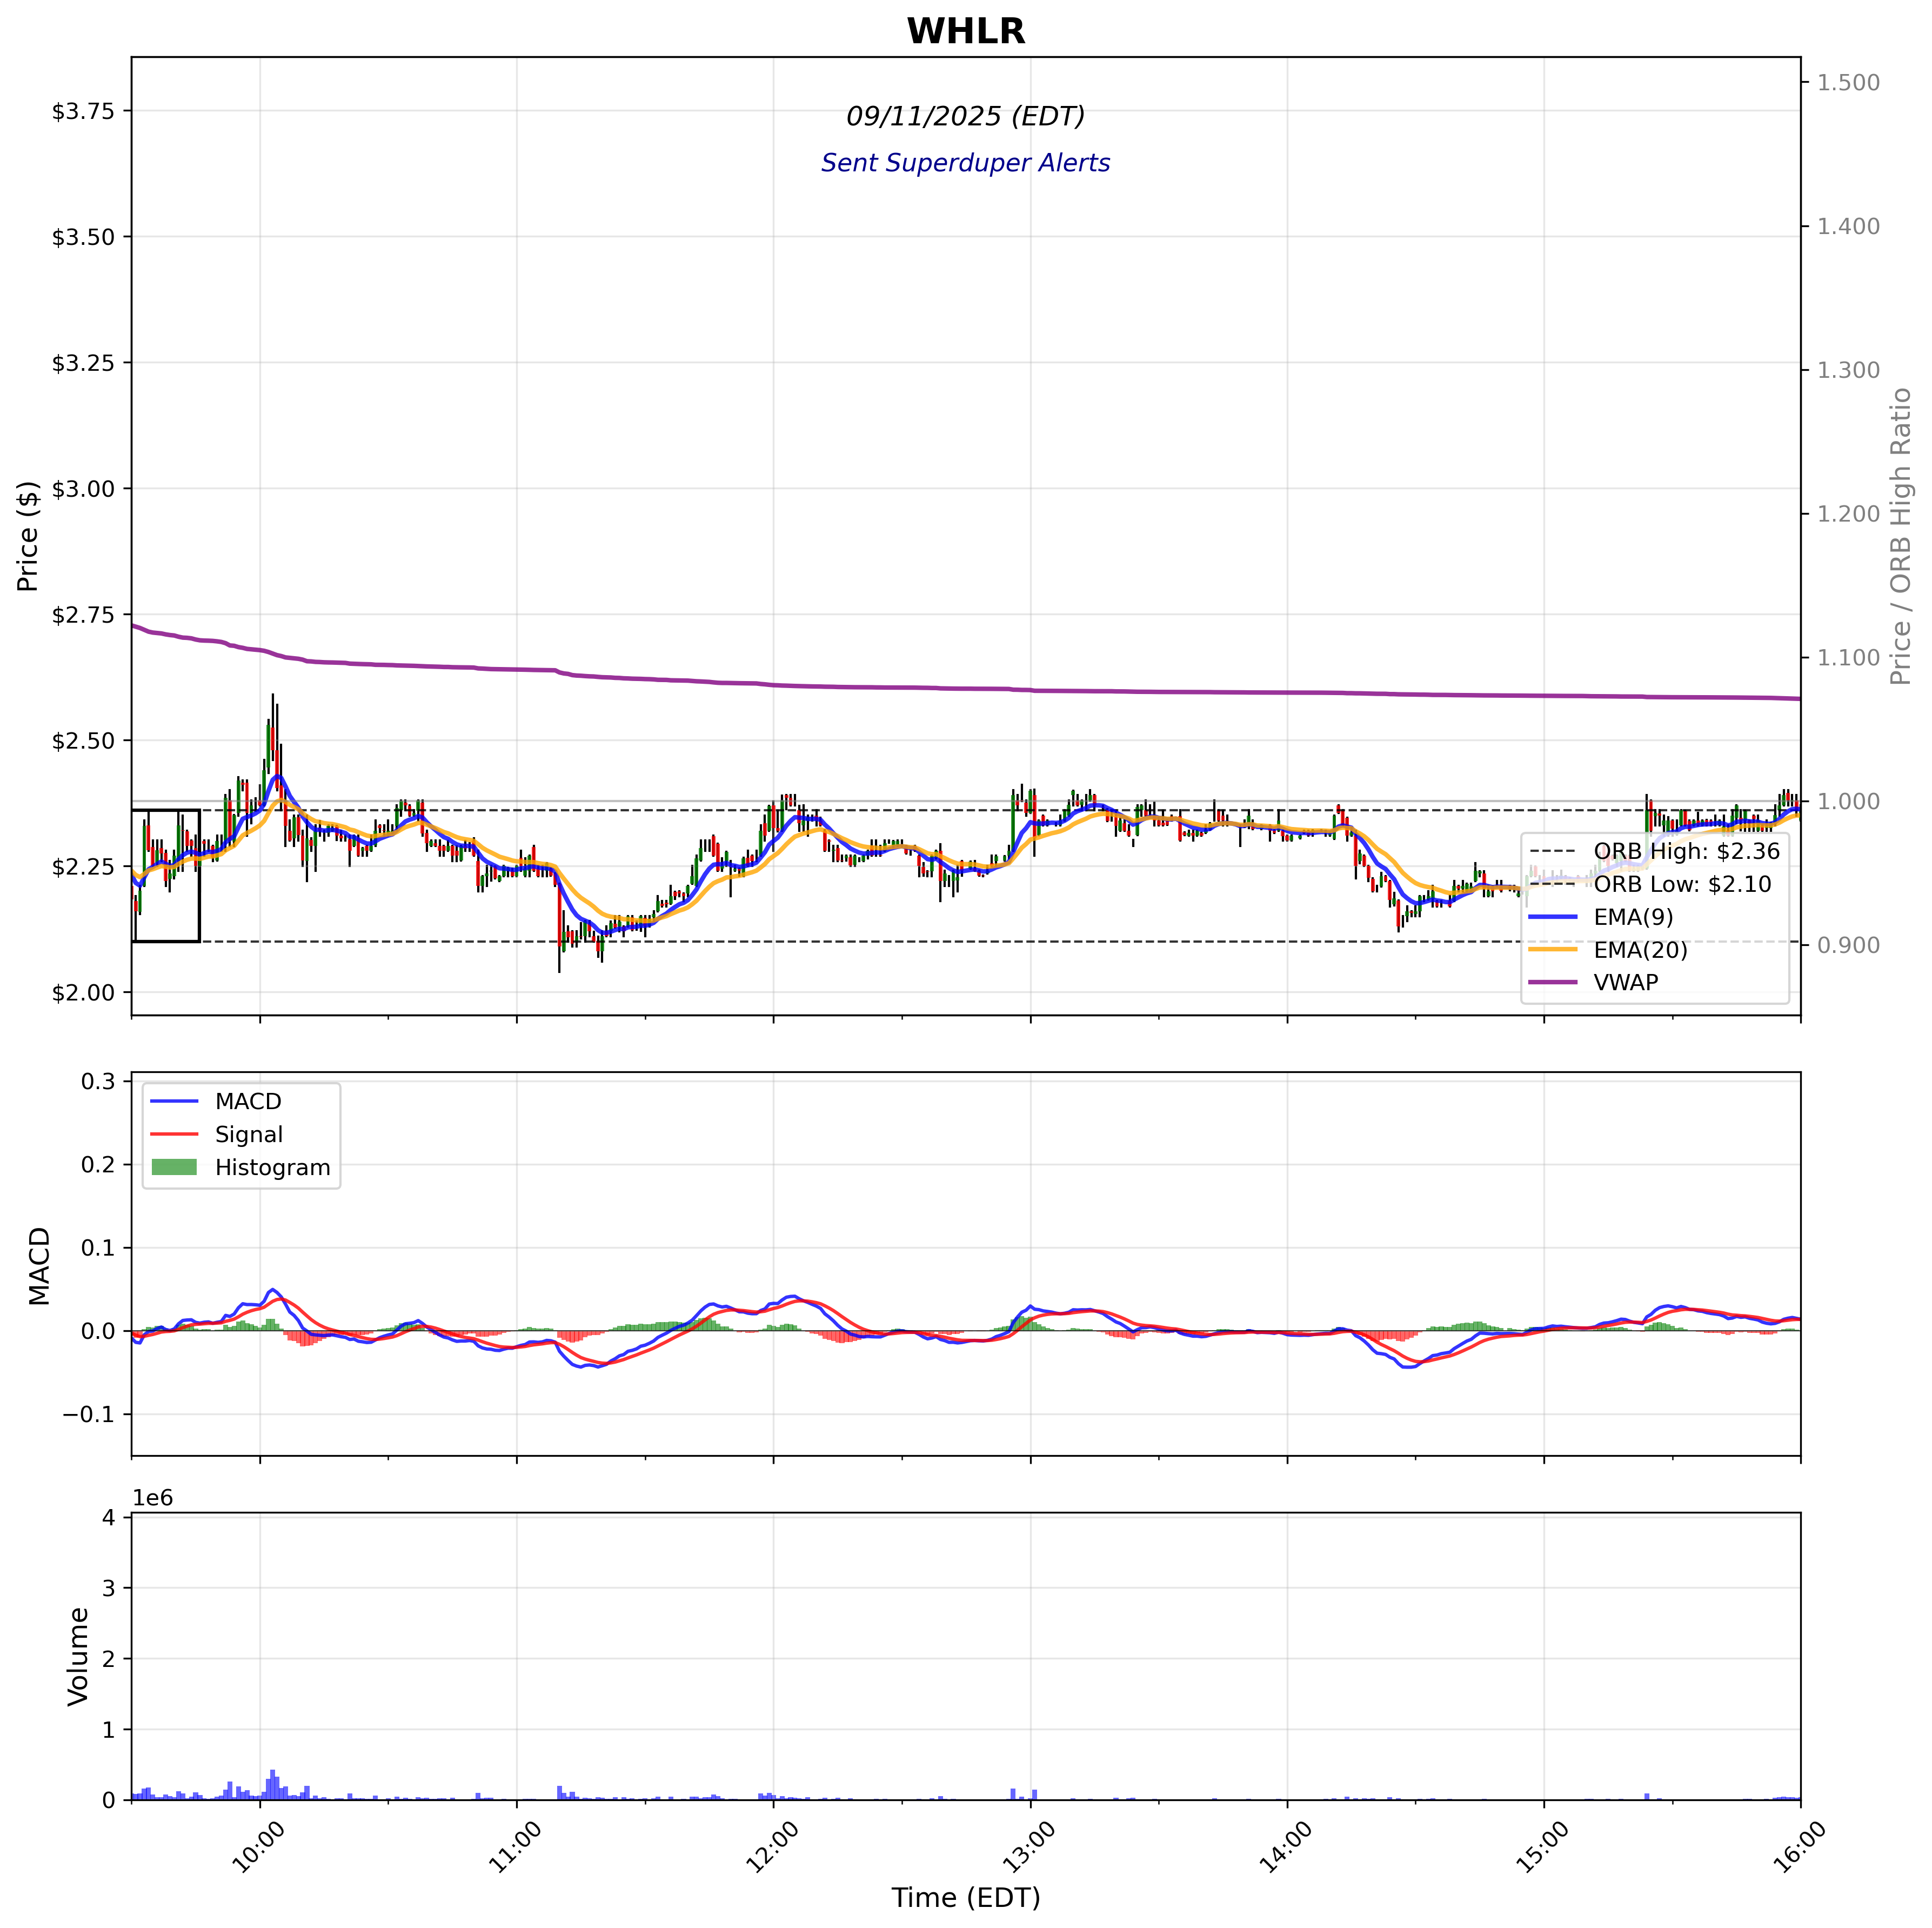 WHLR
09/11/2025 (EDT)
Sent Superduper Alerts
Price ($)
$3.75
$3.50
$3.25
$3.00
$2.75
$2.50
$2.25
$2.00
1.500
1.400
1.300
1.200
1.100
1.000
0.900
Price / ORB High Ratio
ORB High: $2.36
ORB Low: $2.10
EMA(9)
EMA(20)
VWAP
MACD
0.3
0.2
0.1
0.0
−0.1
MACD
Signal
Histogram
1e6
Volume
4
3
2
1
0
10:00
11:00
12:00
13:00
14:00
15:00
16:00
Time (EDT)